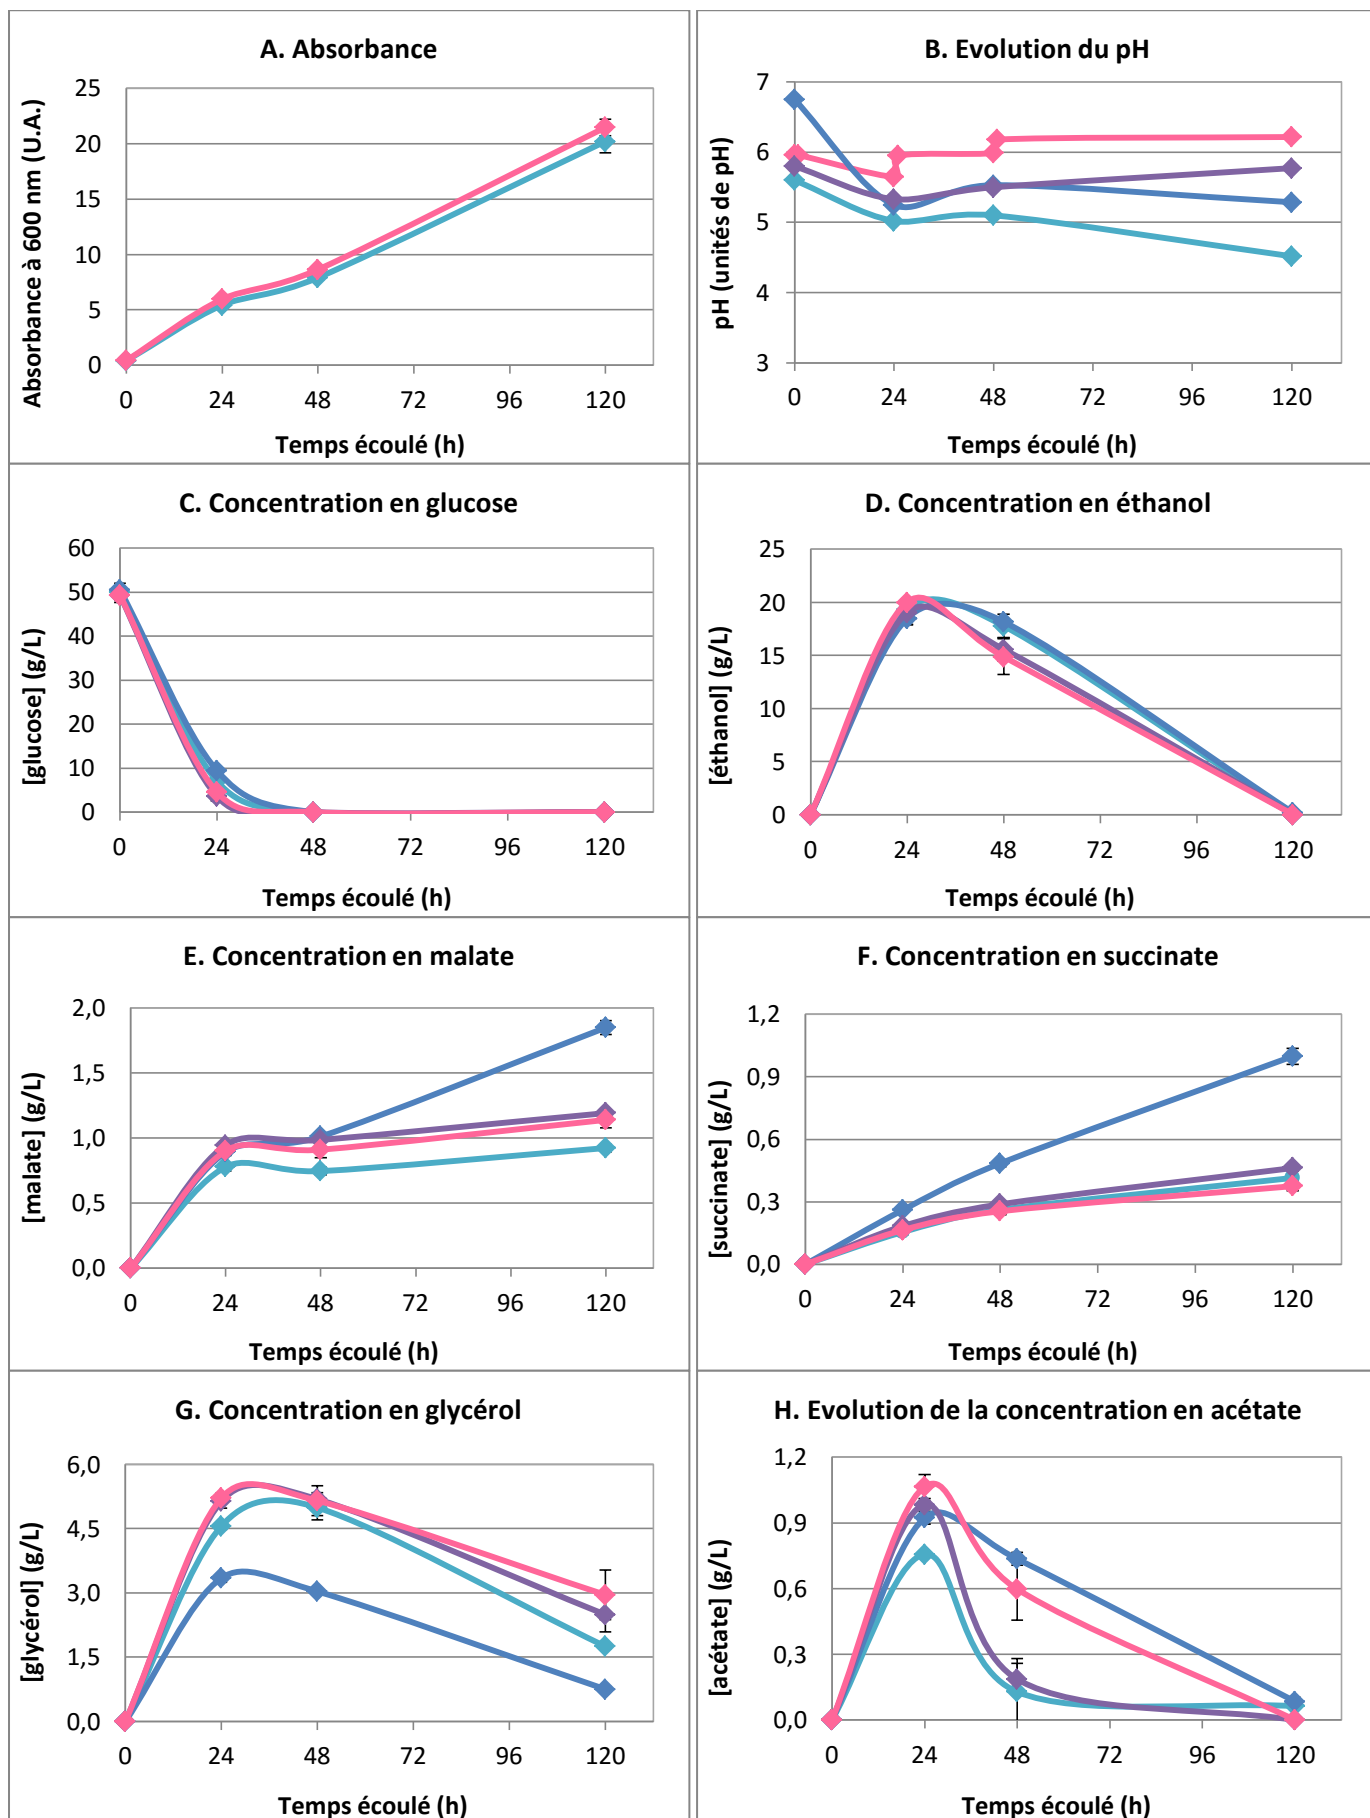 A. Absorbance
Absorbance à 600 nm (U.A.)
25
20
15
10
5
0
0 24 48 72 96 120
Temps écoulé (h)
B. Evolution du pH
pH (unités de pH)
7
6
5
4
3
0 24 48 72 96 120
Temps écoulé (h)
C. Concentration en glucose
[glucose] (g/L)
60
50
40
30
20
10
0
0 24 48 72 96 120
Temps écoulé (h)
D. Concentration en éthanol
[éthanol] (g/L)
25
20
15
10
5
0
0 24 48 72 96 120
Temps écoulé (h)
E. Concentration en malate
[malate] (g/L)
2,0
1,5
1,0
0,5
0,0
0 24 48 72 96 120
Temps écoulé (h)
F. Concentration en succinate
[succinate] (g/L)
1,2
0,9
0,6
0,3
0,0
0 24 48 72 96 120
Temps écoulé (h)
G. Concentration en glycérol
[glycérol] (g/L)
6,0
4,5
3,0
1,5
0,0
0 24 48 72 96 120
Temps écoulé (h)
H. Evolution de la concentration en acétate
[acétate] (g/L)
1,2
0,9
0,6
0,3
0,0
0 24 48 72 96 120
Temps écoulé (h)